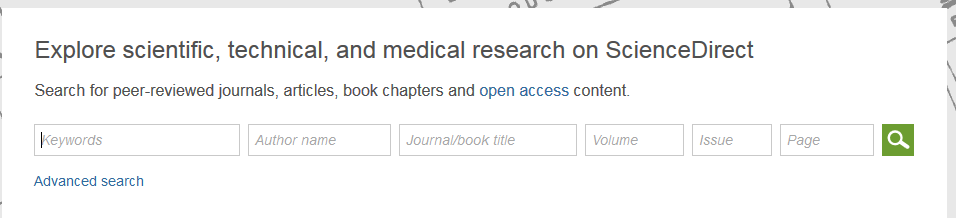 Explore scientific, technical, and medical research on ScienceDirect
Search for peer-reviewed journals, articles, book chapters and open access content.
Keywords Author name Journal/book title Volume Issue Page
Advanced search